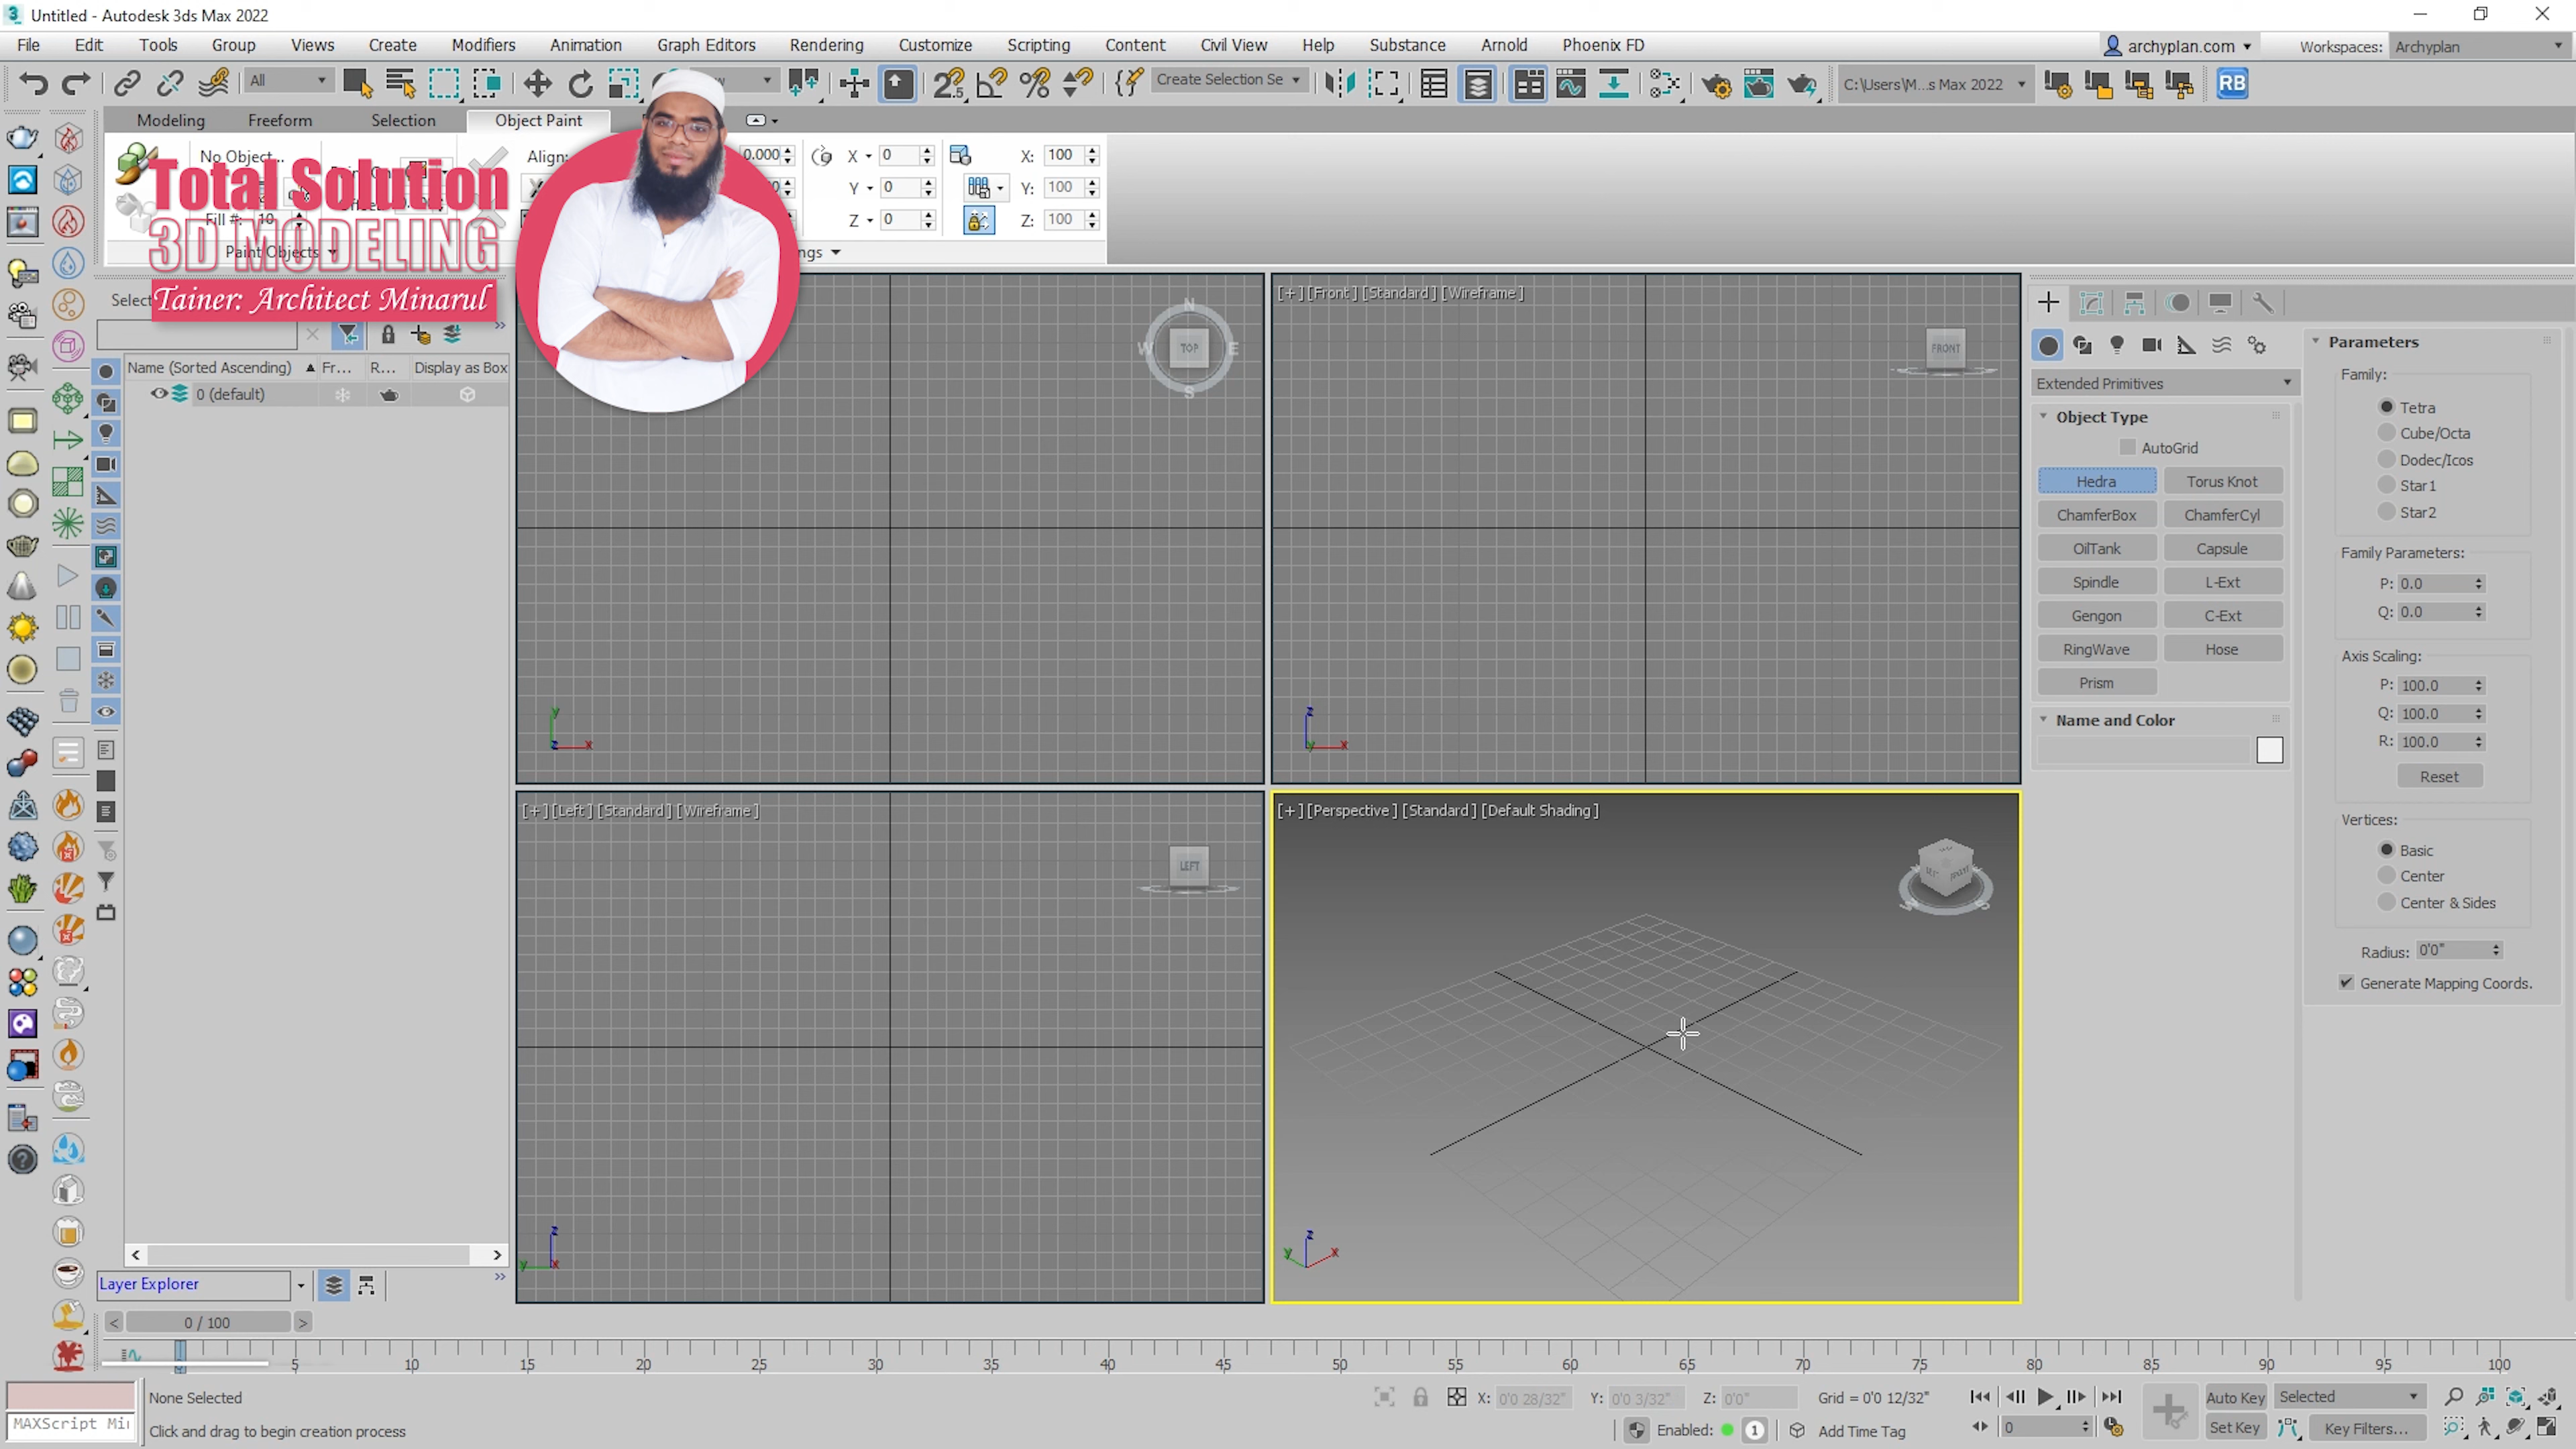 Untitled - Autodesk 3ds Max 2022
File Edit Tools Group Views Create Modifiers Animation Graph Editors Rendering Customize Scripting Content Civil View Help Substance Arnold Phoenix FD archyplan.com Workspaces: Archyplan
All Create Selection Se C:\Users\M...s Max 2022 RB
Modeling Freeform Selection Object Paint
No Object... Align: 0.000 X 0 X: 100
Y 0 Y: 100
Fill #: 10 Z 0 Z: 100
Paint Objects ngs
Total Solution
3D MODELING
Tainer: Architect Minarul
Select
Name (Sorted Ascending) Fr... R... Display as Box
0 (default)
N
W TOP E
S
[+] [Front] [Standard] [Wireframe]
FRONT
y
z x
z
y x
[+] [Left] [Standard] [Wireframe]
LEFT
z
y x
[+] [Perspective] [Standard] [Default Shading]
z
y x
Extended Primitives
Object Type
AutoGrid
Hedra Torus Knot
ChamferBox ChamferCyl
OilTank Capsule
Spindle L-Ext
Gengon C-Ext
RingWave Hose
Prism
Name and Color
Parameters
Family:
Tetra
Cube/Octa
Dodec/Icos
Star1
Star2
Family Parameters:
P: 0.0
Q: 0.0
Axis Scaling:
P: 100.0
Q: 100.0
R: 100.0
Reset
Vertices:
Basic
Center
Center & Sides
Radius: 0'0"
Generate Mapping Coords.
Layer Explorer
< 0 / 100 >
5 10 15 20 25 30 35 40 45 50 55 60 65 70 75 80 85 90 95 100
None Selected X: 0'0 28/32" Y: 0'0 3/32" Z: 0'0" Grid = 0'0 12/32" Auto Key Selected
MAXScript Mi Click and drag to begin creation process Enabled: 1 Add Time Tag 0 Set Key Key Filters...